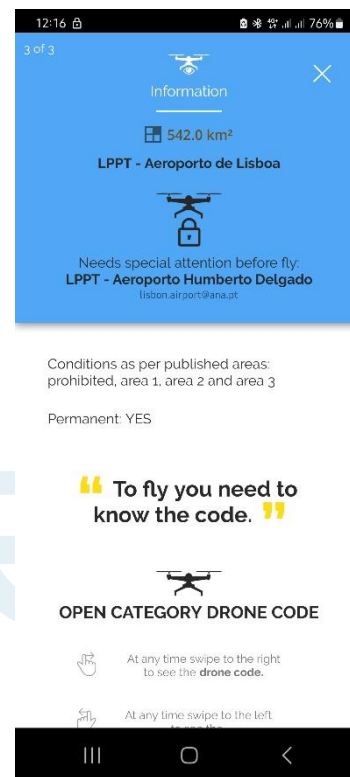 12:16
76%
3 of 3
Information
542.0 km²
LPPT - Aeroporto de Lisboa
Needs special attention before fly:
LPPT - Aeroporto Humberto Delgado
lisbon.airport@ana.pt
Conditions as per published areas:
prohibited, area 1, area 2 and area 3
Permanent: YES
“ To fly you need to
know the code. ”
OPEN CATEGORY DRONE CODE
At any time swipe to the right
to see the drone code.
At any time swipe to the left
to see the